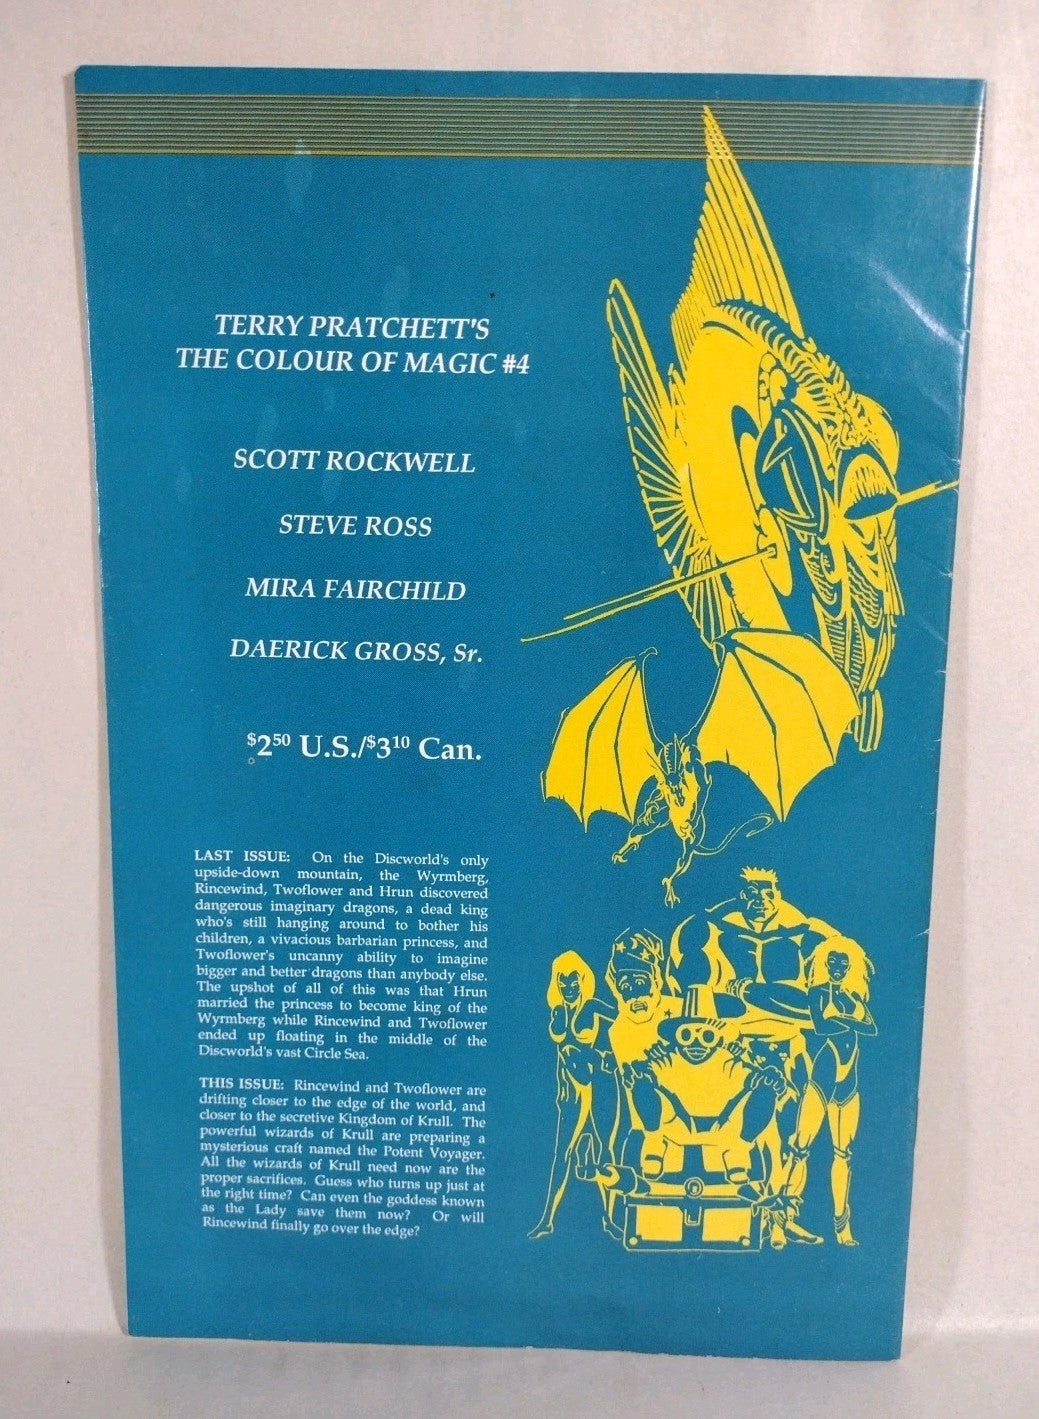 TERRY PRATCHETT'S
THE COLOUR OF MAGIC #4
SCOTT ROCKWELL
STEVE ROSS
MIRA FAIRCHILD
DAERICK GROSS, Sr.
$2⁵⁰ U.S./$3¹⁰ Can.
LAST ISSUE: On the Discworld's only
upside-down mountain, the Wyrmberg,
Rincewind, Twoflower and Hrun discovered
dangerous imaginary dragons, a dead king
who's still hanging around to bother his
children, a vivacious barbarian princess, and
Twoflower's uncanny ability to imagine
bigger and better dragons than anybody else.
The upshot of all of this was that Hrun
married the princess to become king of the
Wyrmberg while Rincewind and Twoflower
ended up floating in the middle of the
Discworld's vast Circle Sea.
THIS ISSUE: Rincewind and Twoflower are
drifting closer to the edge of the world, and
closer to the secretive Kingdom of Krull. The
powerful wizards of Krull are preparing a
mysterious craft named the Potent Voyager.
All the wizards of Krull need now are the
proper sacrifices. Guess who turns up just at
the right time? Can even the goddess known
as the Lady save them now? Or will
Rincewind finally go over the edge?